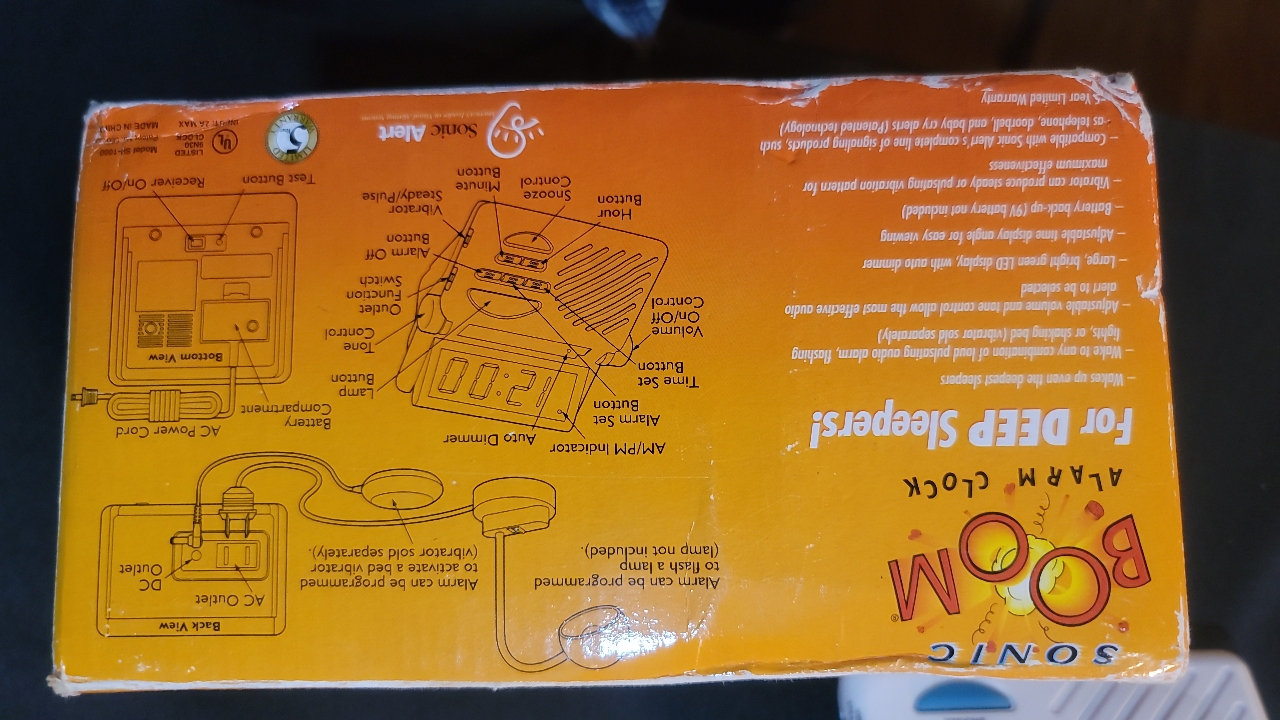 SONIC
BOOM®
ALARM CLOCK
For DEEP Sleepers!
– Wakes up even the deepest sleepers
– Wake to any combination of loud pulsating audio alarm, flashing
lights, or shaking bed (vibrator sold separately)
– Adjustable volume and tone control allow the most effective audio
alert to be selected
– Large, bright green LED display, with auto dimmer
– Adjustable time display angle for easy viewing
– Battery back-up (9V battery not included)
– Vibrator can produce steady or pulsating vibration pattern for
maximum effectiveness
– Compatible with Sonic Alert's complete line of signaling products, such
as telephone, doorbell, and baby cry alerts (Patented technology)
Year Limited Warranty
Alarm can be programmed
to flash a lamp
(lamp not included).
Alarm can be programmed
to activate a bed vibrator
(vibrator sold separately).
Back View
AC Outlet
DC
Outlet
AM/PM Indicator
Auto Dimmer
Alarm Set
Button
Time Set
Button
Volume
On/Off
Control
Hour
Button
Snooze
Control
Minute
Button
Vibrator
Steady/Pulse
Alarm Off
Button
Outlet
Function
Switch
Tone
Control
Lamp
Button
12:00
AC Power Cord
Battery
Compartment
Bottom View
Test Button
Receiver On/Off
Sonic Alert
5
UL
LISTED
CLOCK
9N30
MAX
Model
MADE IN